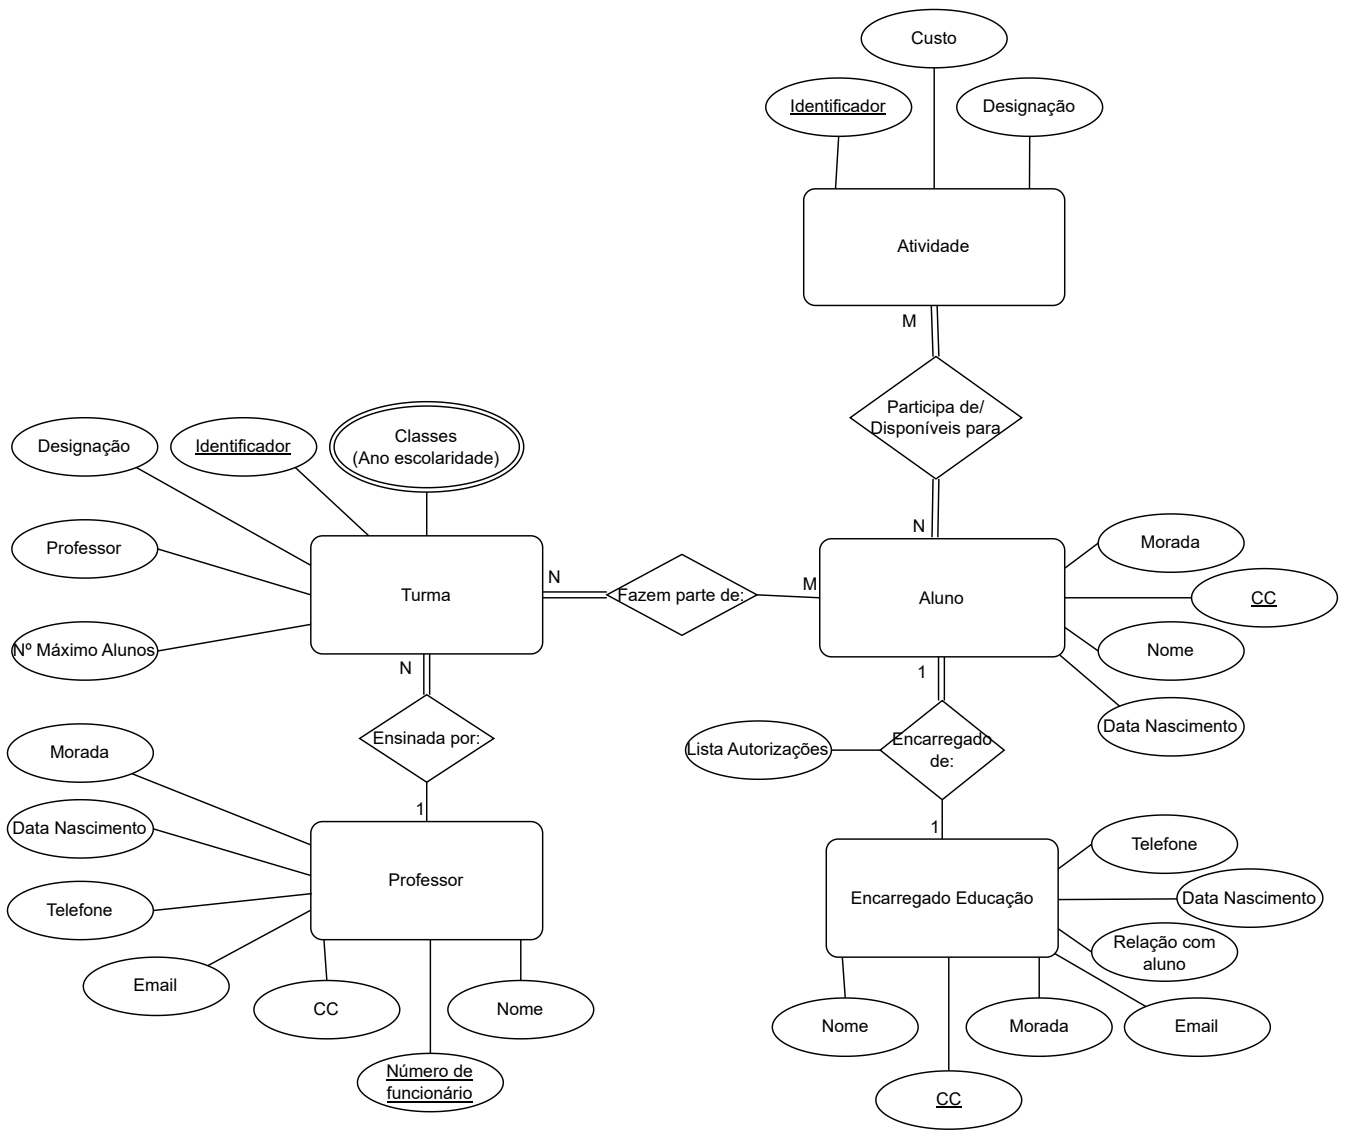 Custo
Identificador
Designação
Atividade
M
Participa de/
Disponíveis para
N
Classes
(Ano escolaridade)
Designação
Identificador
Professor
Nº Máximo Alunos
Turma
N
Fazem parte de:
M
Aluno
Morada
CC
Nome
Data Nascimento
N
Ensinada por:
1
1
Encarregado
de:
Lista Autorizações
1
Morada
Data Nascimento
Telefone
Email
Professor
CC
Nome
Número de
funcionário
Encarregado Educação
Telefone
Data Nascimento
Relação com
aluno
Nome
Morada
Email
CC